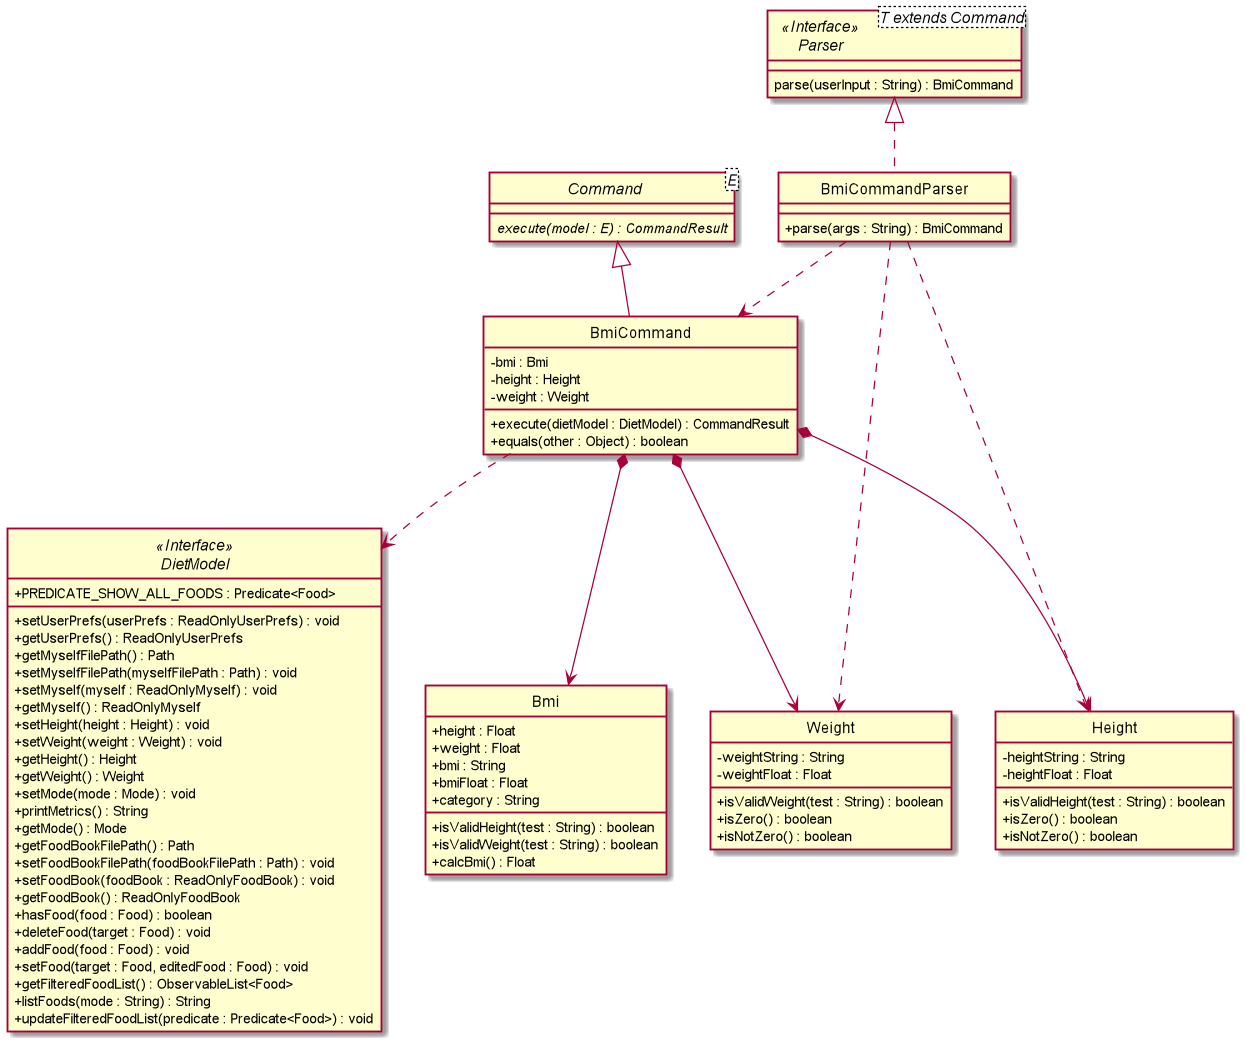 T extends Command
«Interface»
Parser
parse(userInput : String) : BmiCommand
Command
E
execute(model : E) : CommandResult
BmiCommandParser
+parse(args : String) : BmiCommand
BmiCommand
-bmi : Bmi
-height : Height
-weight : Weight
+execute(dietModel : DietModel) : CommandResult
+equals(other : Object) : boolean
«Interface»
DietModel
+PREDICATE_SHOW_ALL_FOODS : Predicate<Food>
+setUserPrefs(userPrefs : ReadOnlyUserPrefs) : void
+getUserPrefs() : ReadOnlyUserPrefs
+getMyselfFilePath() : Path
+setMyselfFilePath(myselfFilePath : Path) : void
+setMyself(myself : ReadOnlyMyself) : void
+getMyself() : ReadOnlyMyself
+setHeight(height : Height) : void
+setWeight(weight : Weight) : void
+getHeight() : Height
+getWeight() : Weight
+setMode(mode : Mode) : void
+printMetrics() : String
+getMode() : Mode
+getFoodBookFilePath() : Path
+setFoodBookFilePath(foodBookFilePath : Path) : void
+setFoodBook(foodBook : ReadOnlyFoodBook) : void
+getFoodBook() : ReadOnlyFoodBook
+hasFood(food : Food) : boolean
+deleteFood(target : Food) : void
+addFood(food : Food) : void
+setFood(target : Food, editedFood : Food) : void
+getFilteredFoodList() : ObservableList<Food>
+listFoods(mode : String) : String
+updateFilteredFoodList(predicate : Predicate<Food>) : void
Bmi
+height : Float
+weight : Float
+bmi : String
+bmiFloat : Float
+category : String
+isValidHeight(test : String) : boolean
+isValidWeight(test : String) : boolean
+calcBmi() : Float
Weight
-weightString : String
-weightFloat : Float
+isValidWeight(test : String) : boolean
+isZero() : boolean
+isNotZero() : boolean
Height
-heightString : String
-heightFloat : Float
+isValidHeight(test : String) : boolean
+isZero() : boolean
+isNotZero() : boolean